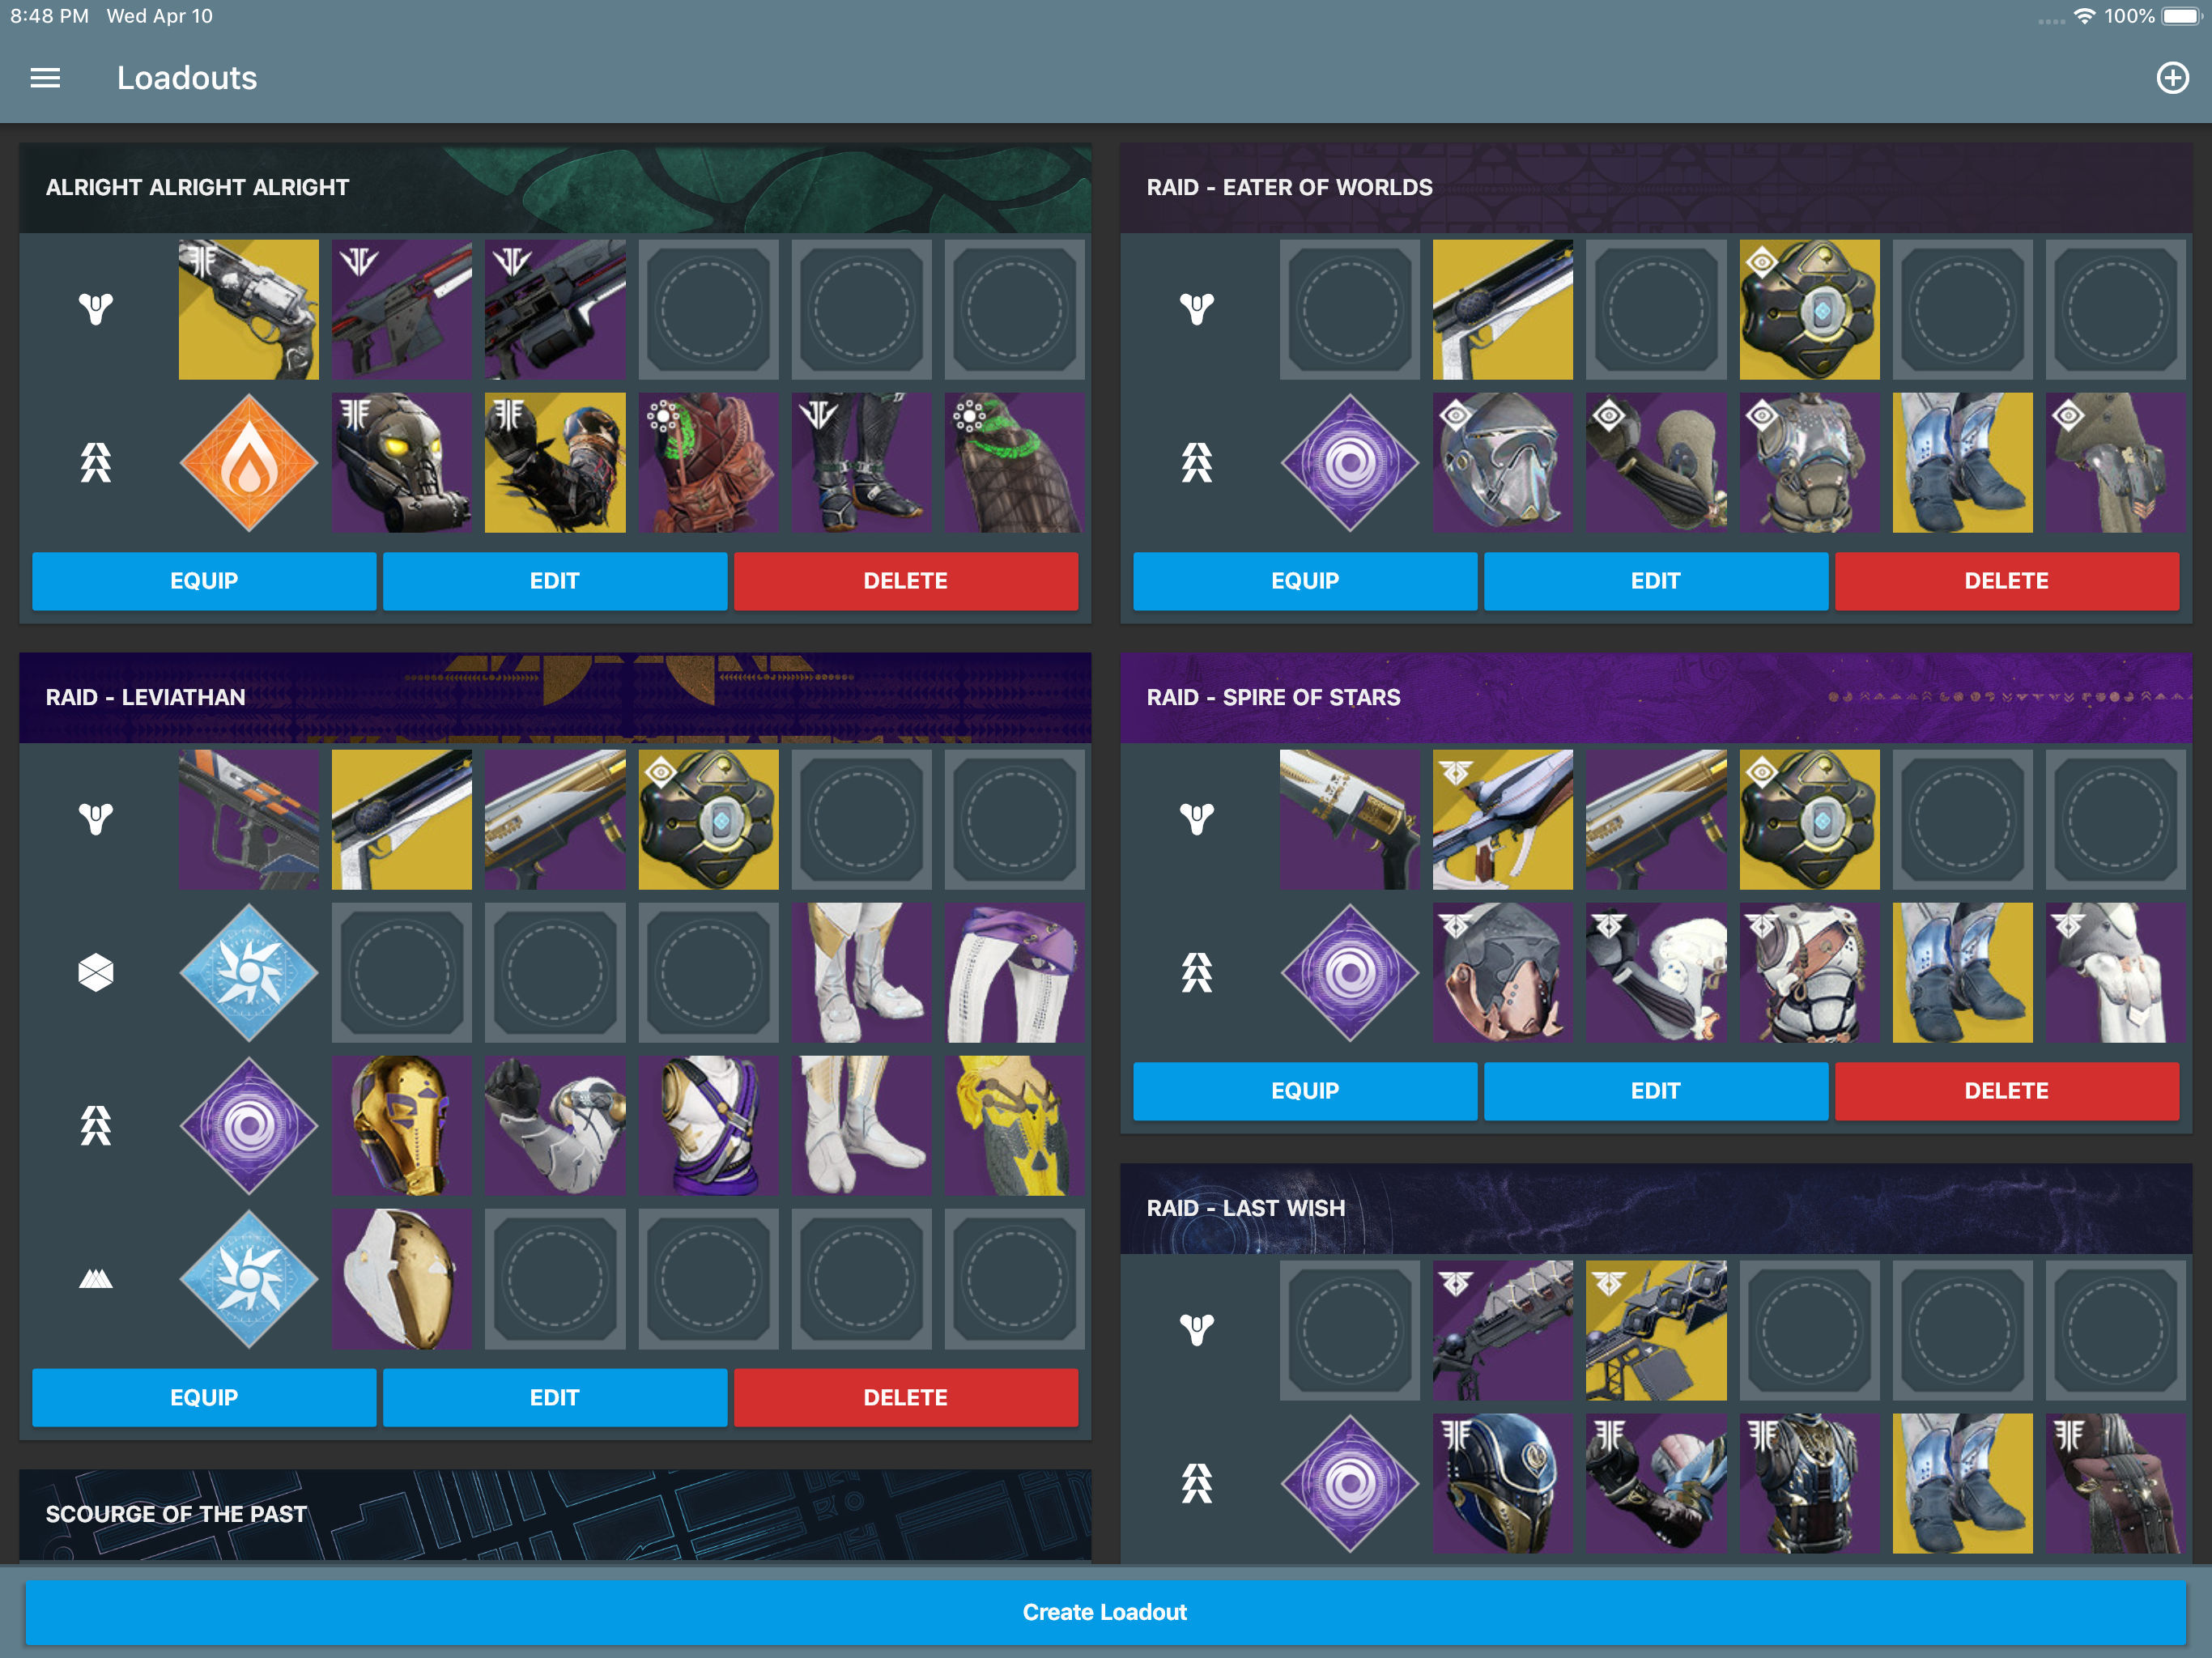 8:48 PM Wed Apr 10
100%
Loadouts
ALRIGHT ALRIGHT ALRIGHT
EQUIP EDIT DELETE
RAID - EATER OF WORLDS
EQUIP EDIT DELETE
RAID - LEVIATHAN
EQUIP EDIT DELETE
RAID - SPIRE OF STARS
EQUIP EDIT DELETE
RAID - LAST WISH
SCOURGE OF THE PAST
Create Loadout